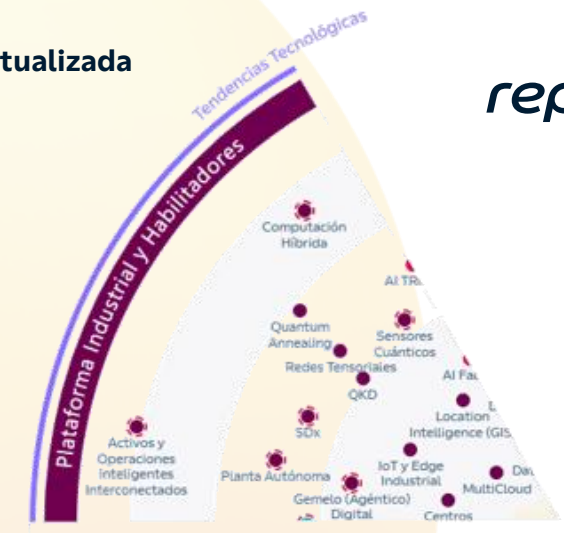 tualizada
rep
Tendencias Tecnológicas
Plataforma Industrial y Habilitadores
Computación
Híbrida
AI TR
Quantum
Annealing
Sensores
Cuánticos
Redes Tensoriales
QKD
AI Fa
Location
Intelligence (GIS
SDx
Activos y
Operaciones
Inteligentes
Interconectados
Planta Autónoma
IoT y Edge
Industrial
Da
MultiCloud
Gemelo (Agéntico)
Digital
Centros